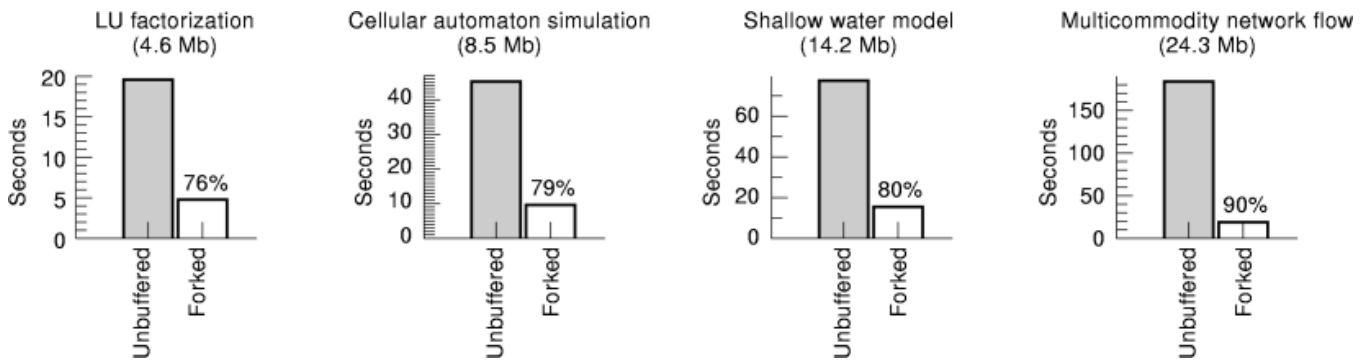 LU factorization
(4.6 Mb)
Seconds
20
15
10
5
0
76%
Unbuffered
Forked
Cellular automaton simulation
(8.5 Mb)
Seconds
40
30
20
10
0
79%
Unbuffered
Forked
Shallow water model
(14.2 Mb)
Seconds
60
40
20
0
80%
Unbuffered
Forked
Multicommodity network flow
(24.3 Mb)
Seconds
150
100
50
0
90%
Unbuffered
Forked